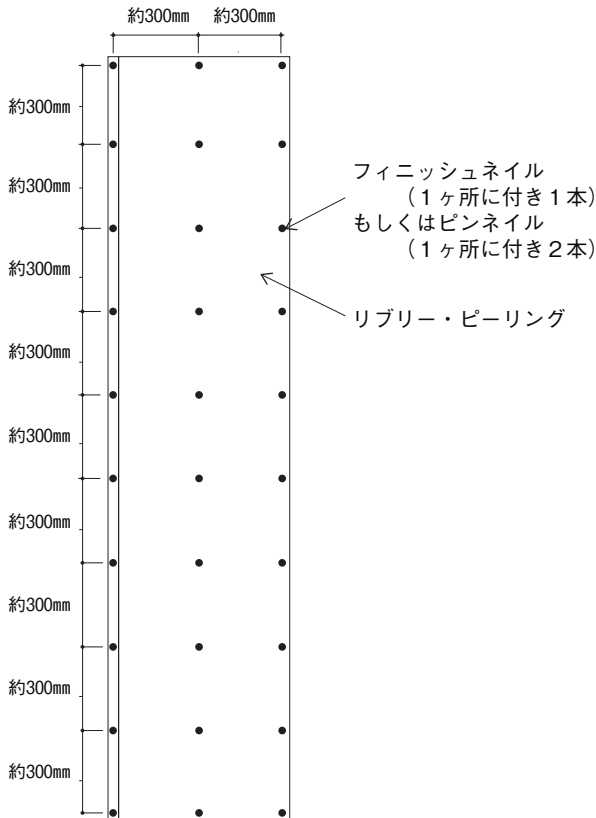 約300㎜ 約300㎜
約300㎜
約300㎜
フィニッシュネイル
（１ヶ所に付き１本）
もしくはピンネイル
（１ヶ所に付き２本）
約300㎜
リブリー・ピーリング
約300㎜
約300㎜
約300㎜
約300㎜
約300㎜
約300㎜